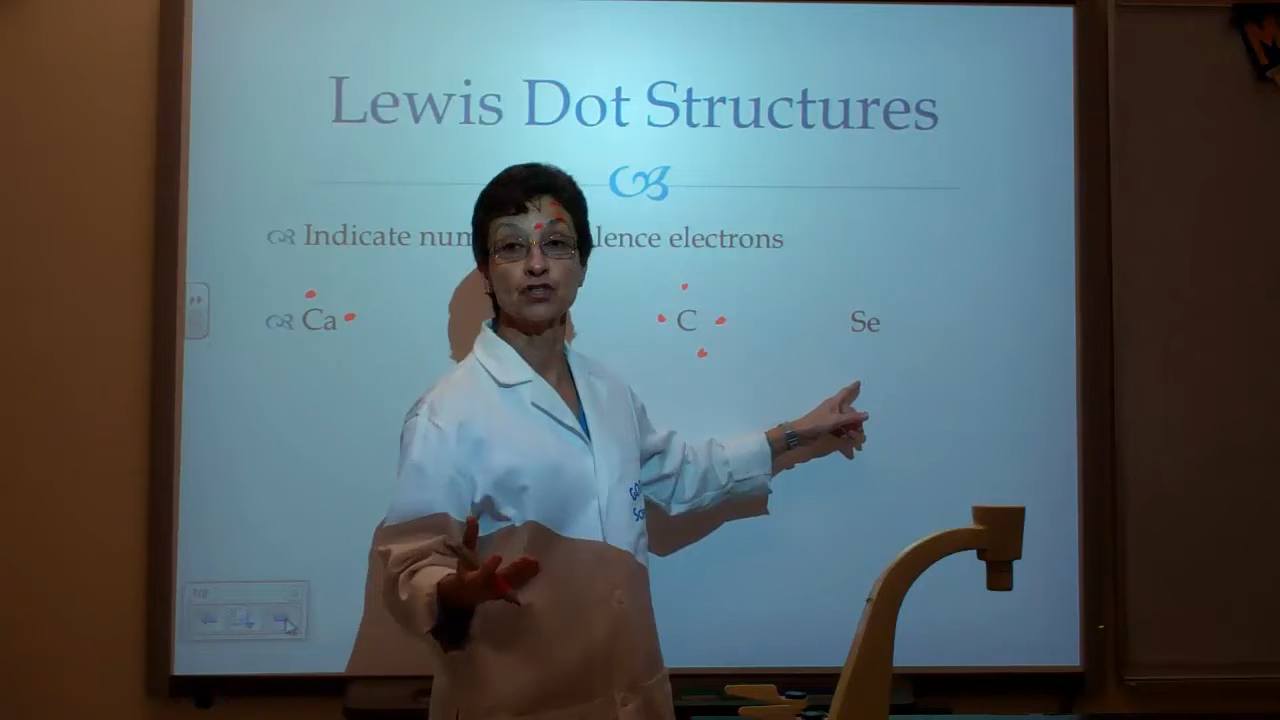 Lewis Dot Structures
Indicate num lence electrons
Ca C Se